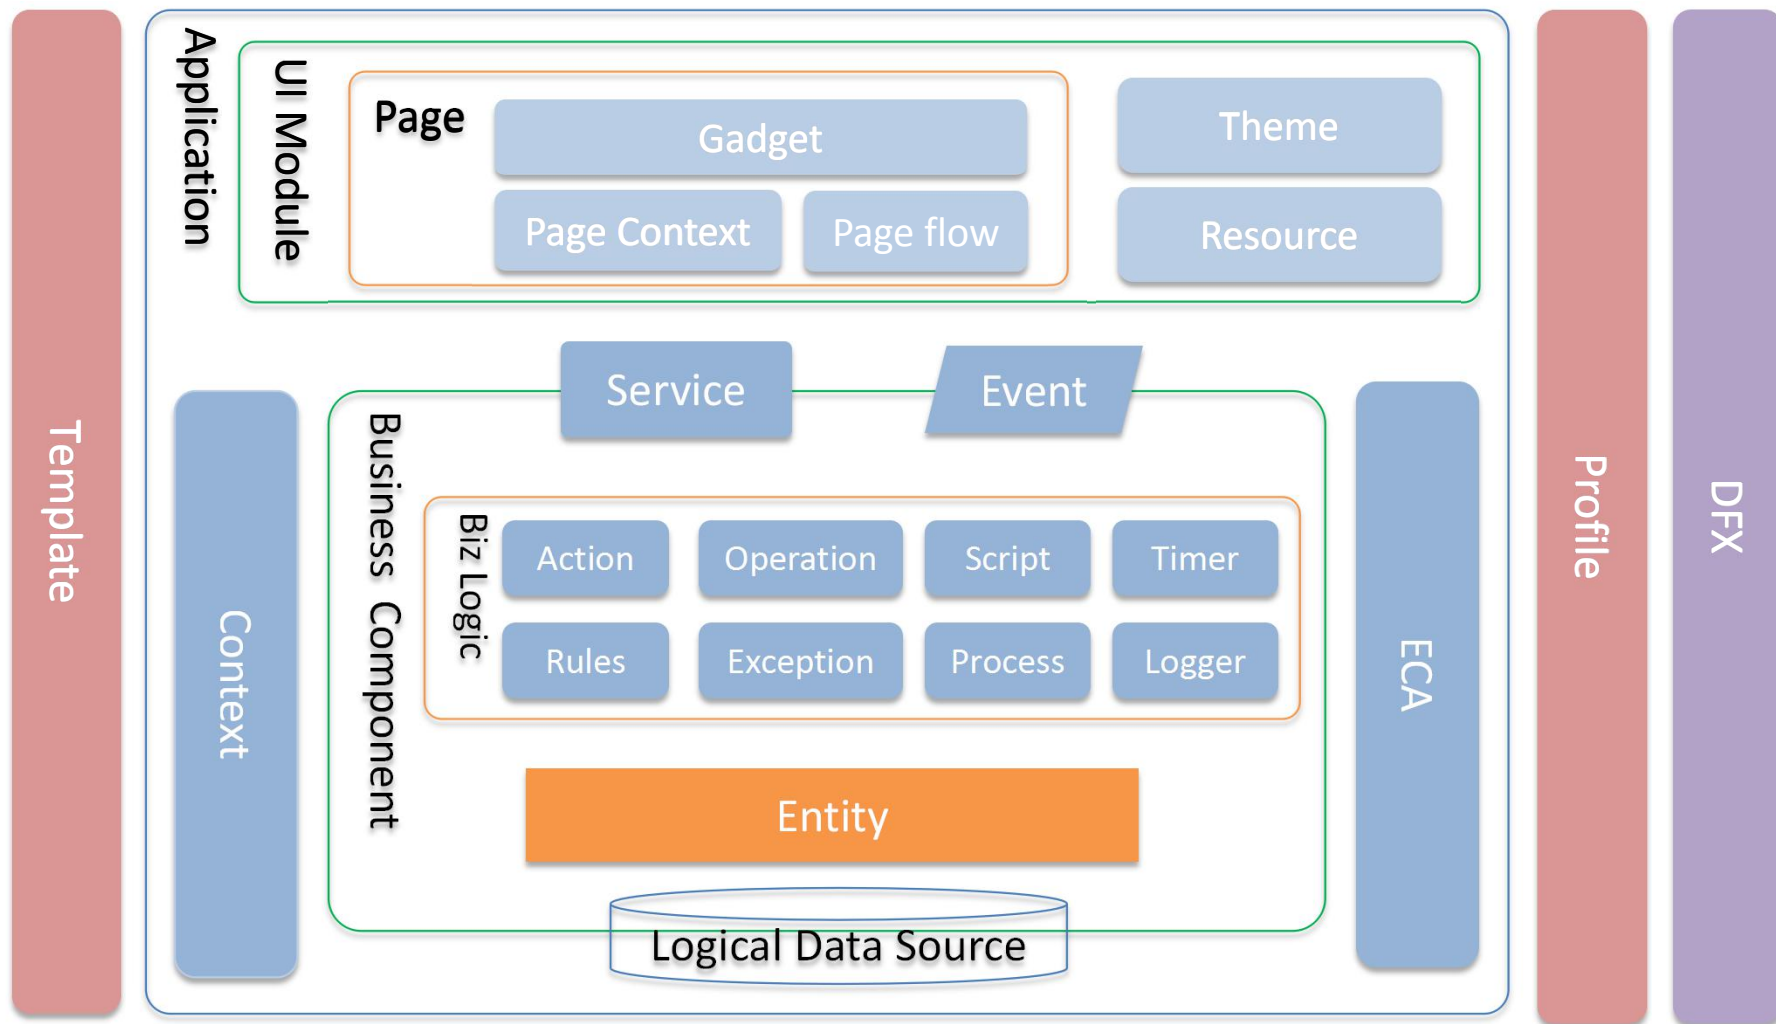 Template
Application
UI Module
Page
Gadget
Page Context
Page flow
Theme
Resource
Service
Event
Context
Business Component
Biz Logic
Action
Operation
Script
Timer
Rules
Exception
Process
Logger
Entity
Logical Data Source
ECA
Profile
DFX